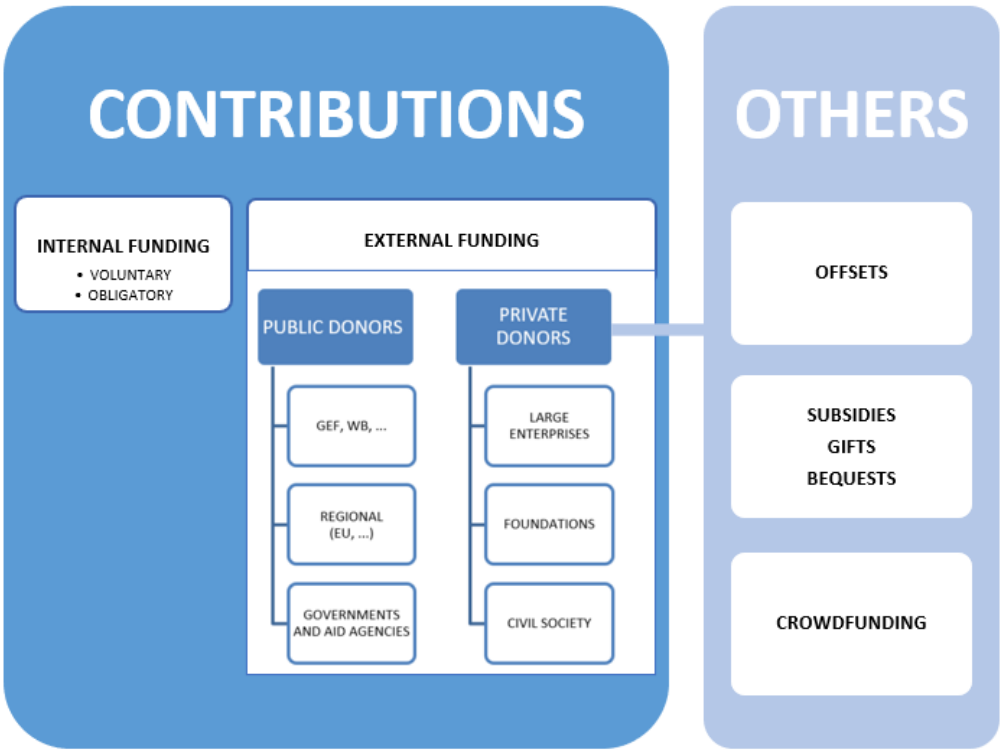 CONTRIBUTIONS
INTERNAL FUNDING
• VOLUNTARY
• OBLIGATORY
EXTERNAL FUNDING
PUBLIC DONORS
GEF, WB, ...
REGIONAL
(EU, ...)
GOVERNMENTS
AND AID AGENCIES
PRIVATE
DONORS
LARGE
ENTERPRISES
FOUNDATIONS
CIVIL SOCIETY
OTHERS
OFFSETS
SUBSIDIES
GIFTS
BEQUESTS
CROWDFUNDING